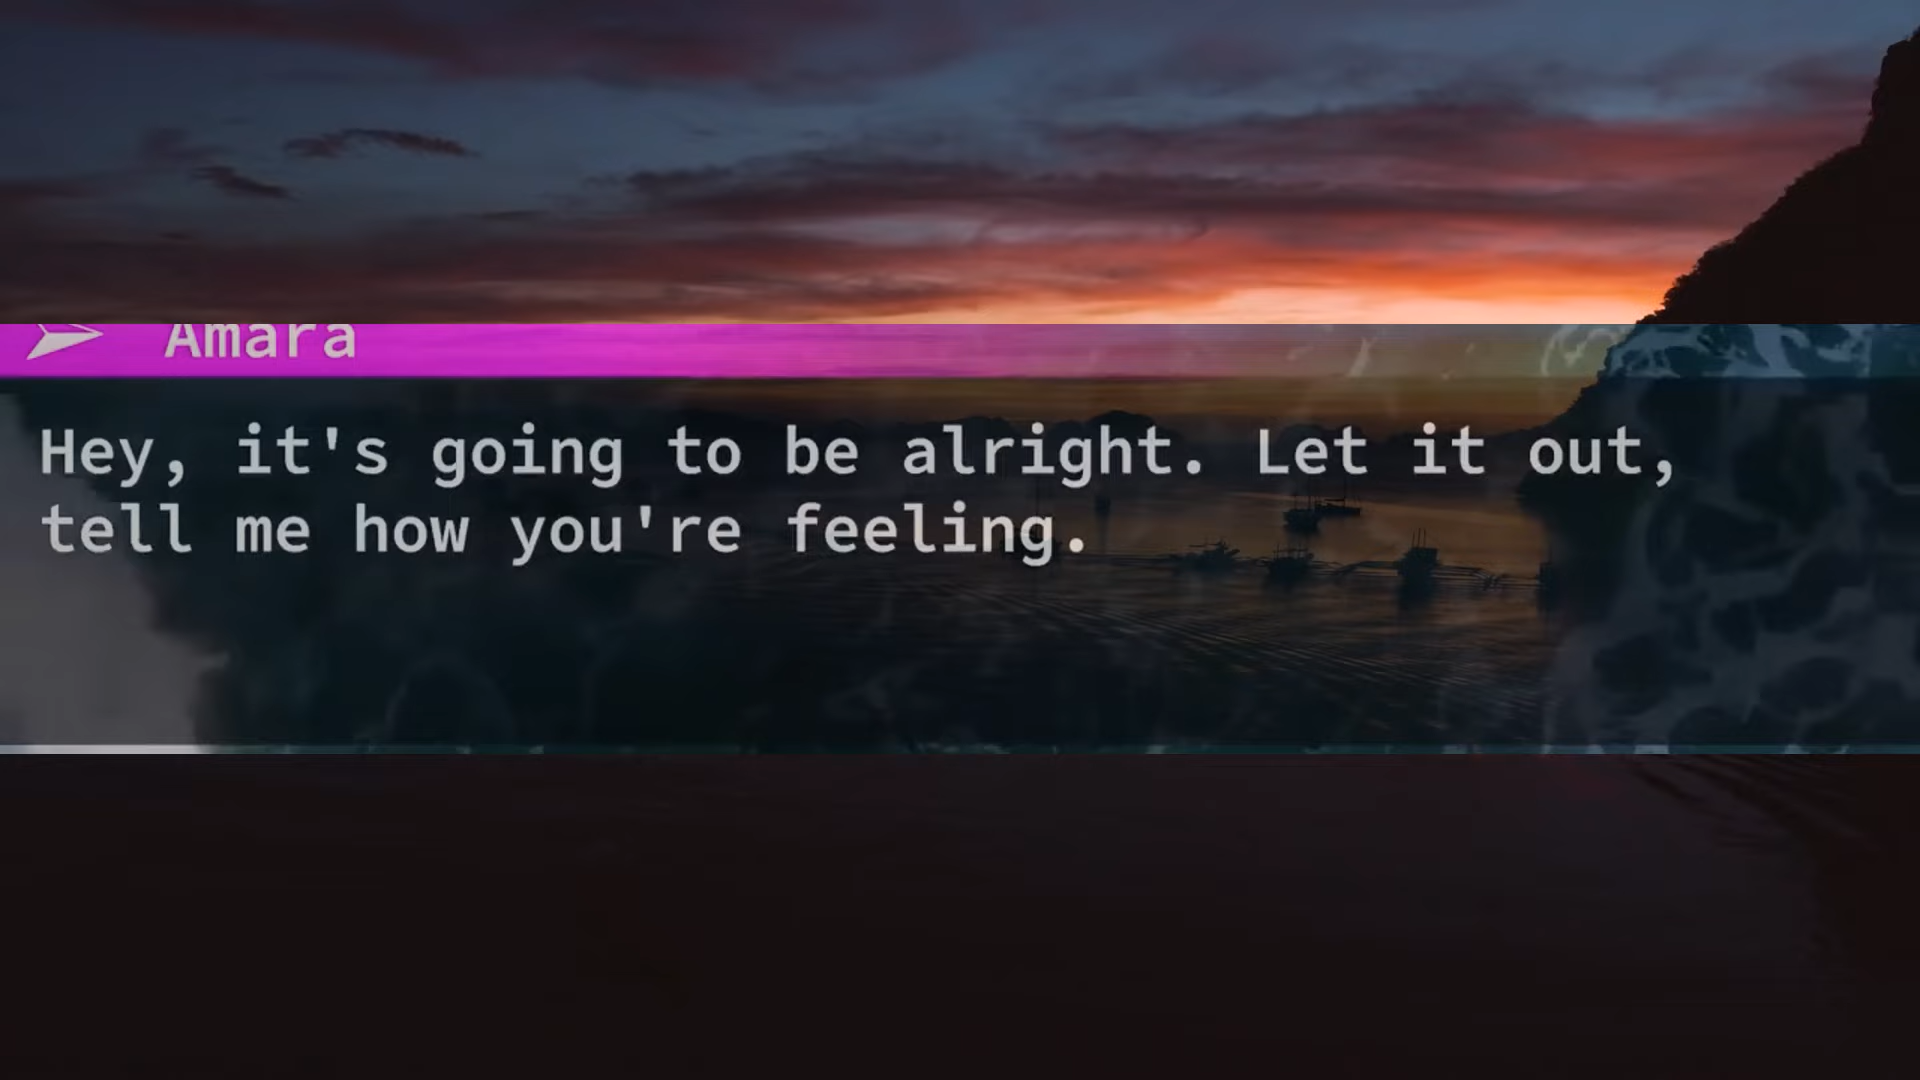 Amara
Hey, it's going to be alright. Let it out,
tell me how you're feeling.